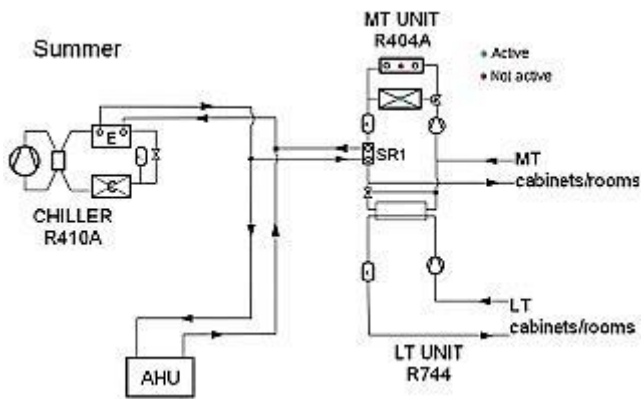 Summer
MT UNIT
R404A
Active
Not active
E
C
SR1
CHILLER
R410A
MT
cabinets/rooms
LT
cabinets/rooms
LT UNIT
R744
AHU